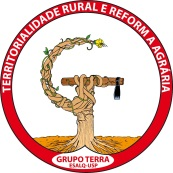 TERRITORIALIDADE RURAL E REFORMA AGRÁRIA
GRUPO TERRA
ESALQ-USP